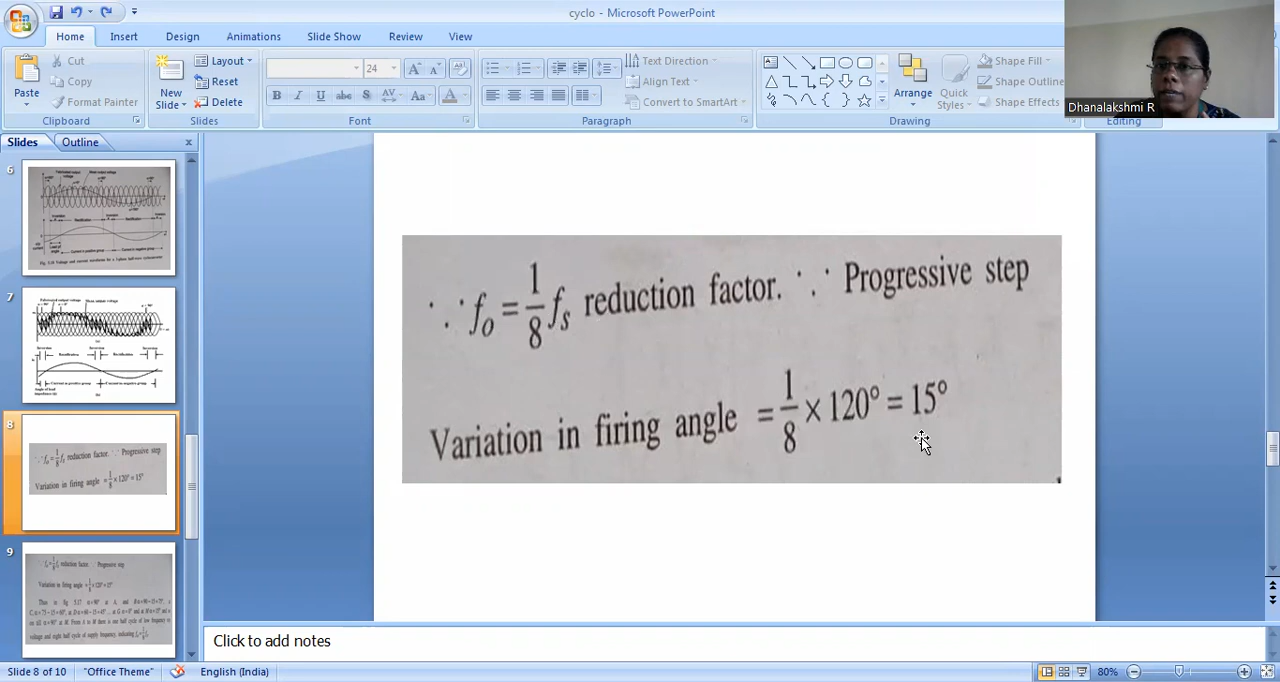 cyclo - Microsoft PowerPoint
Home Insert Design Animations Slide Show Review View
Cut
Copy
Format Painter
Paste
Clipboard
New
Slide
Layout
Reset
Delete
Slides
24
B I U abc S AV Aa A
Font
Paragraph
Text Direction
Align Text
Convert to SmartArt
Arrange
Quick
Styles
Shape Fill
Shape Outline
Shape Effects
Drawing
Editing
Dhanalakshmi R
Slides Outline
6
7
8
9
∵ fo = 1/8 fs reduction factor. ∵ Progressive step
Variation in firing angle = 1/8 × 120° = 15°
Click to add notes
Slide 8 of 10 "Office Theme" English (India) 80%